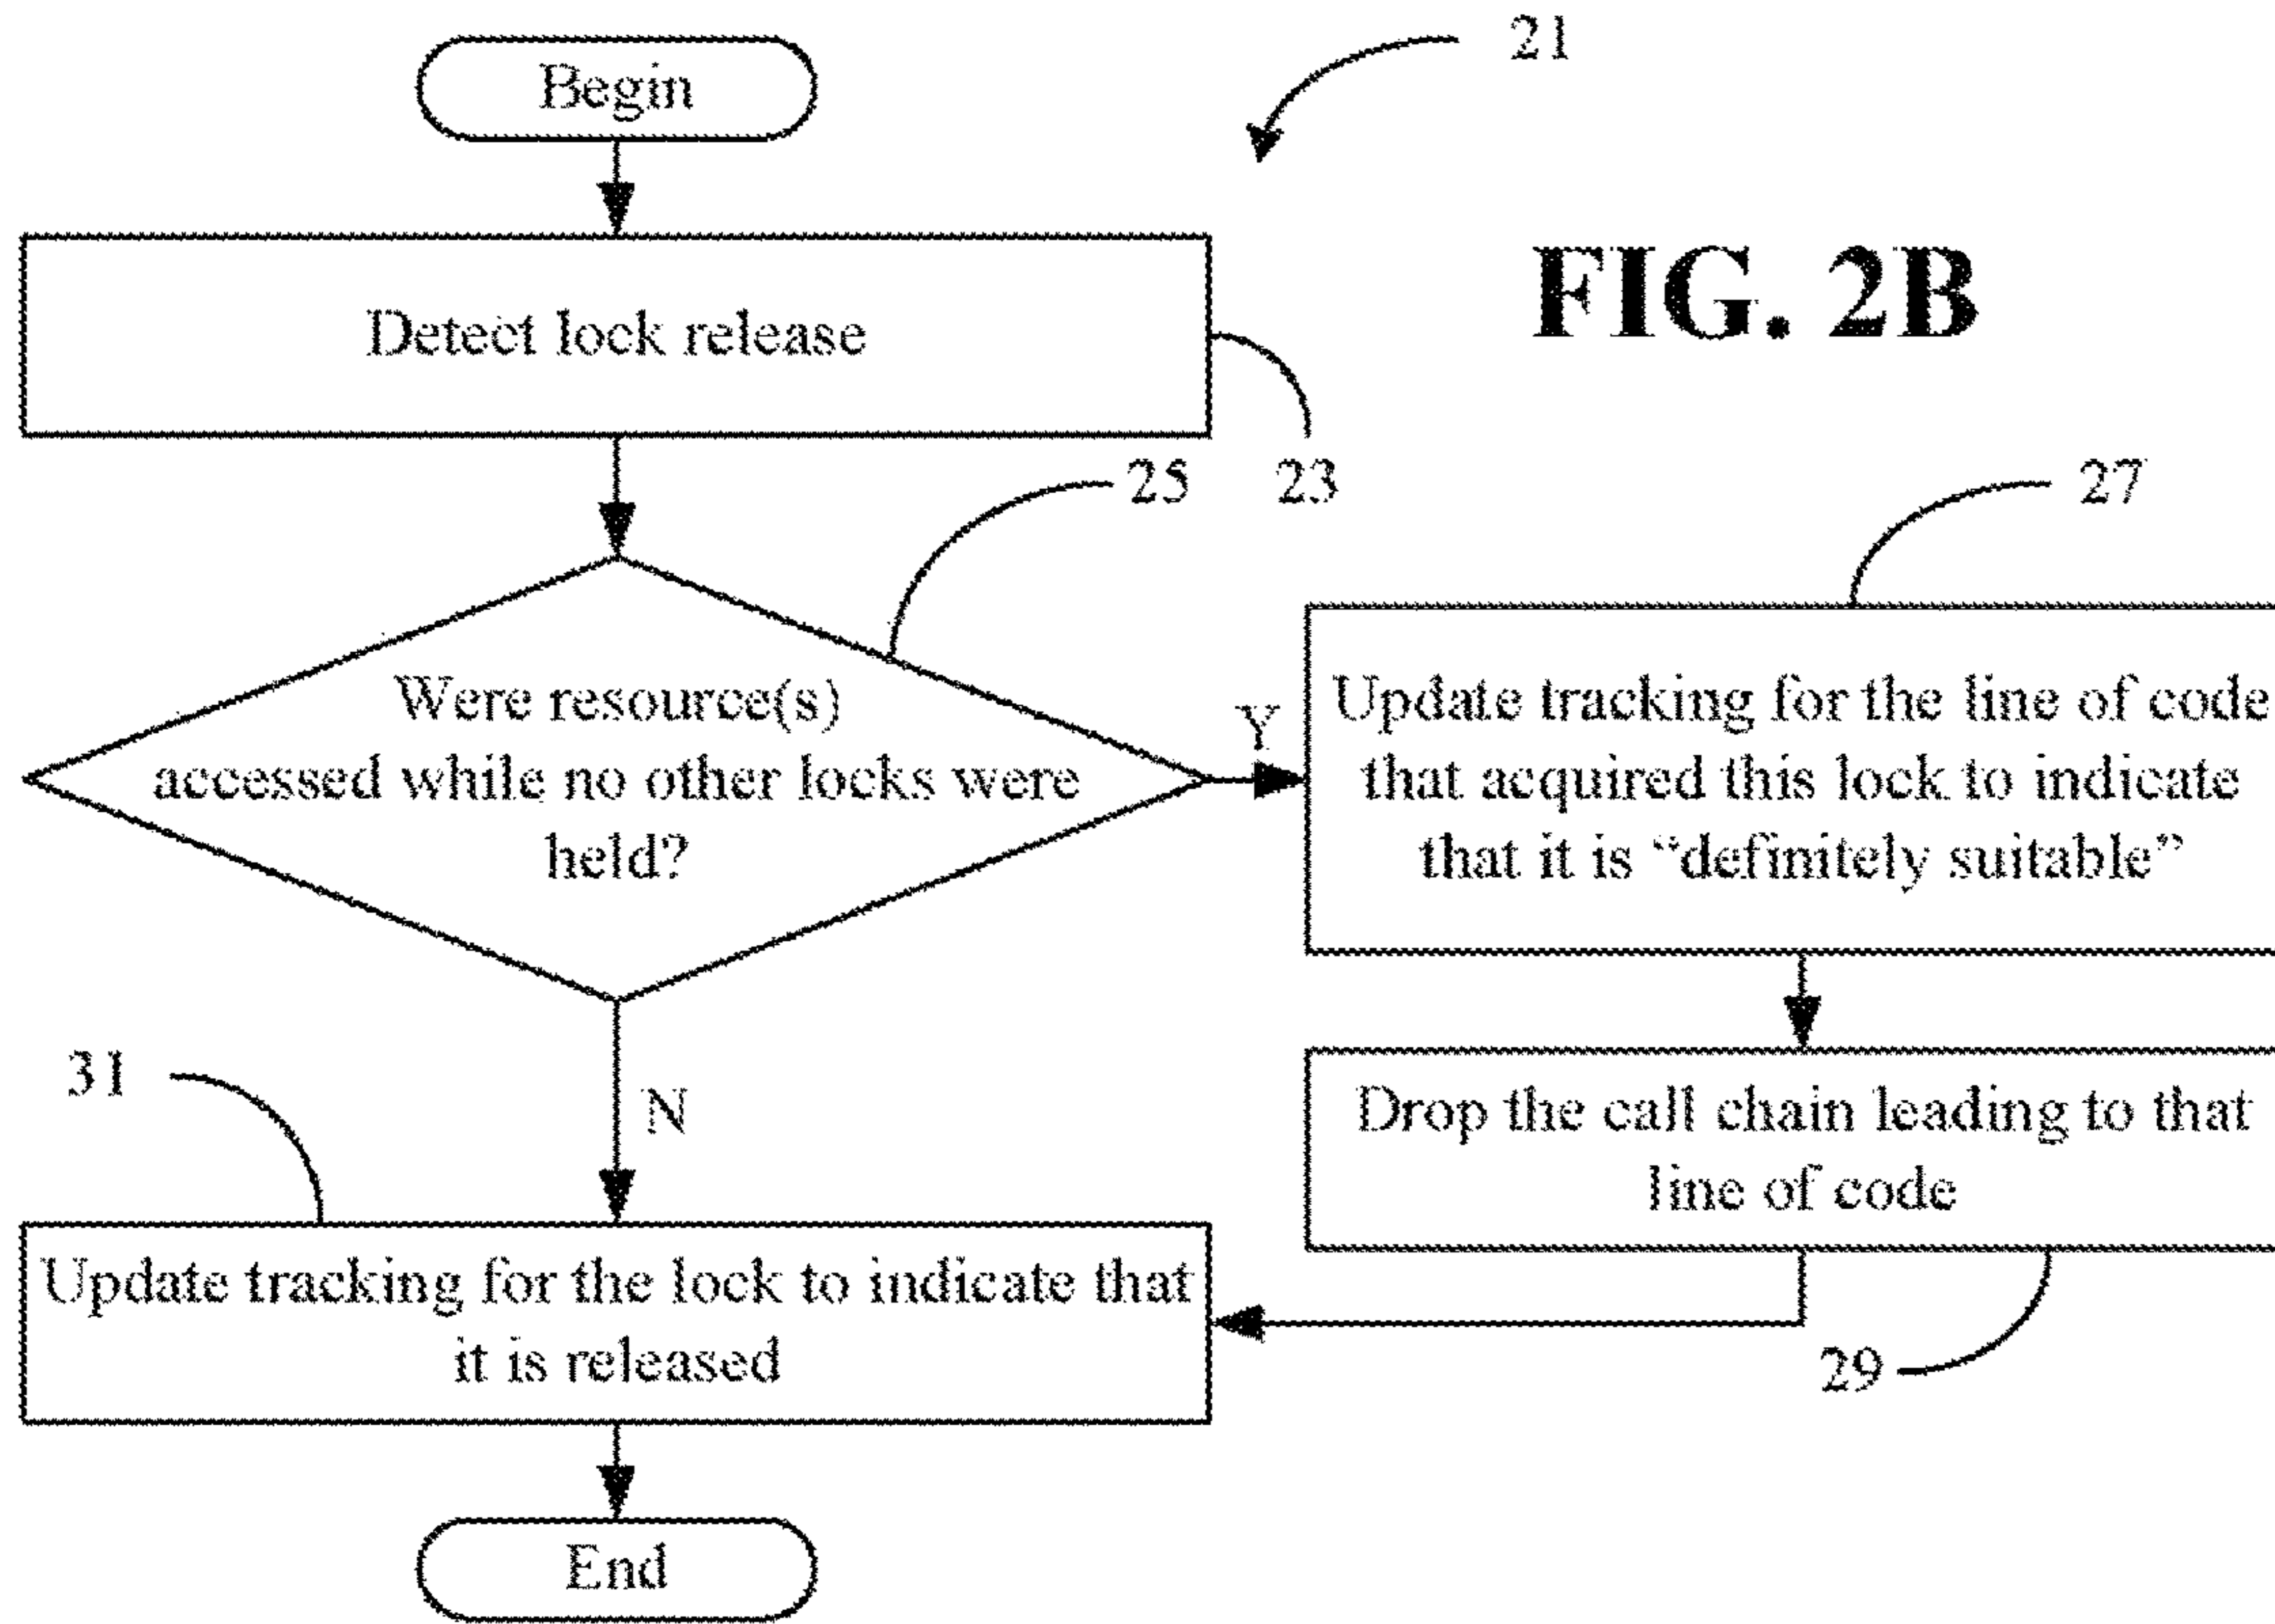 Begin
21
Detect lock release
FIG. 2B
23
25
27
Were resource(s)
accessed while no other locks were
held?
Y
Update tracking for the line of code
that acquired this lock to indicate
that it is “definitely suitable”
N
31
Drop the call chain leading to that
line of code
29
Update tracking for the lock to indicate that
it is released
End